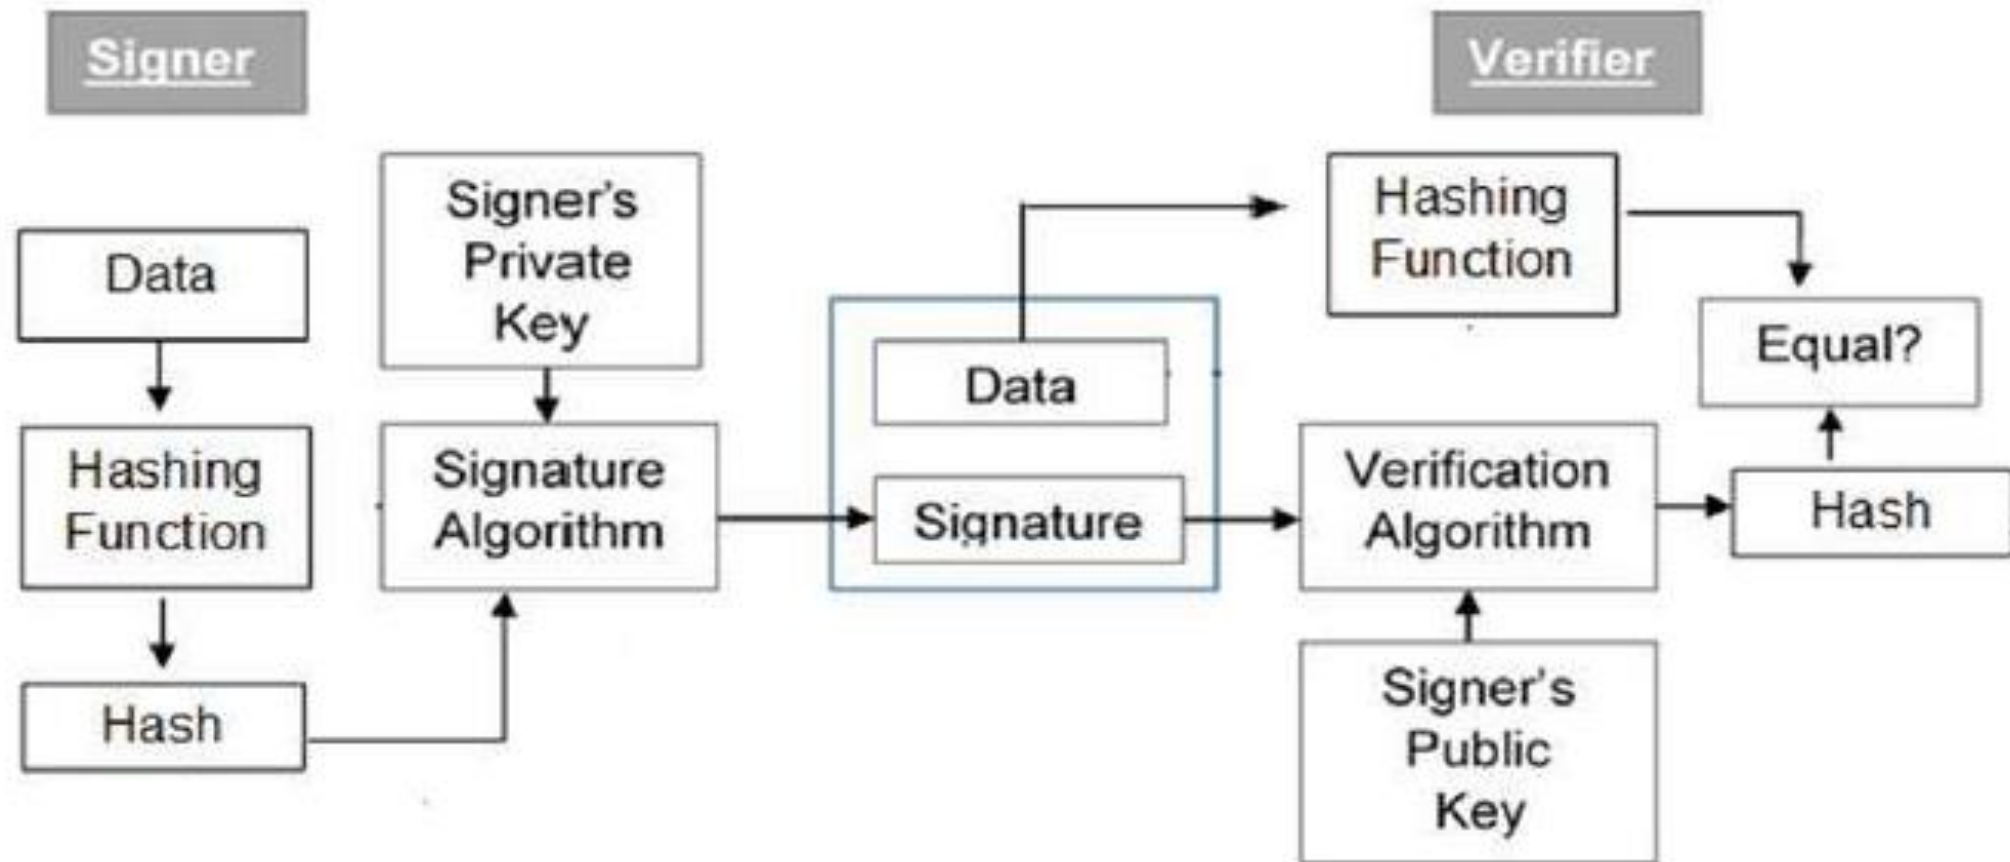 Signer
Verifier
Data
Hashing
Function
Hash
Signer's
Private
Key
Signature
Algorithm
Data
Signature
Hashing
Function
Equal?
Verification
Algorithm
Hash
Signer's
Public
Key